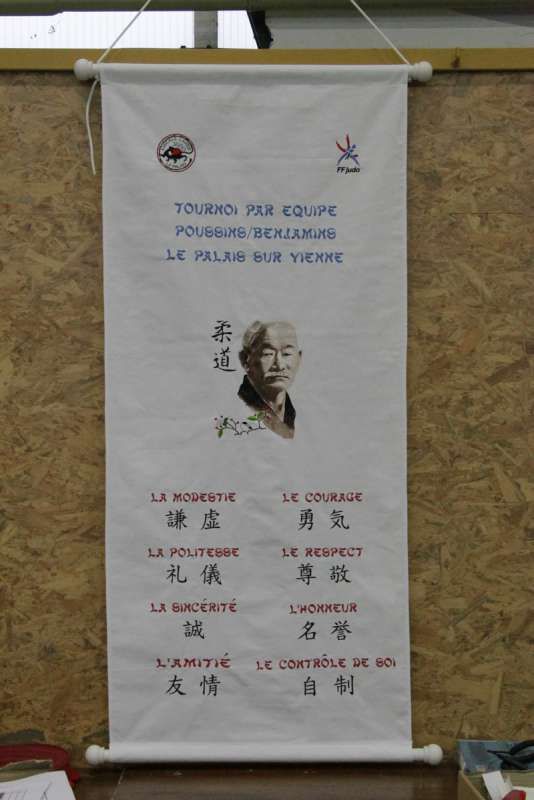 FFjudo
TOURNOI PAR EQUIPE
POUSSINS/BENJAMINS
LE PALAIS SUR VIENNE
柔道
LA MODESTIE
謙虚
LE COURAGE
勇気
LA POLITESSE
礼儀
LE RESPECT
尊敬
LA SINCÉRITÉ
誠
L'HONNEUR
名誉
L'AMITIÉ
友情
LE CONTRÔLE DE SOI
自制